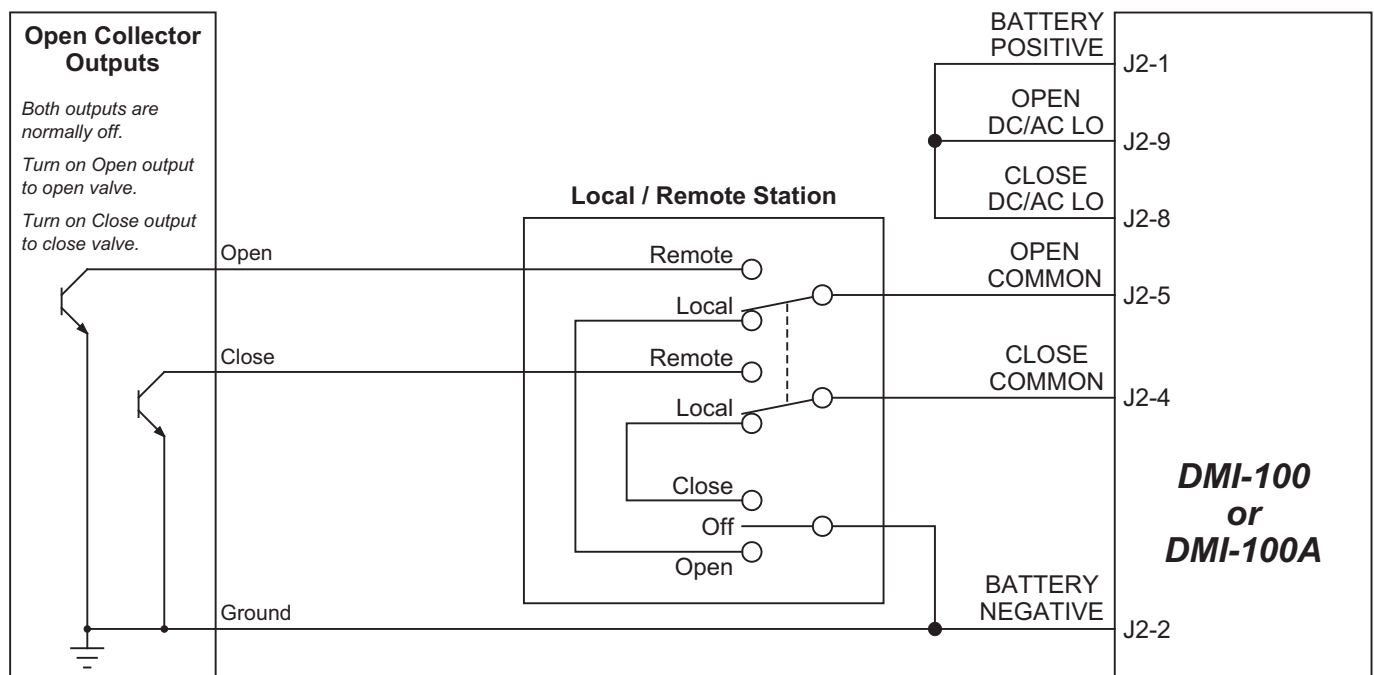 Open Collector
Outputs
Both outputs are
normally off.
Turn on Open output
to open valve.
Turn on Close output
to close valve.
Open
Close
Ground
Local / Remote Station
Remote
Local
Remote
Local
Close
Off
Open
BATTERY
POSITIVE
J2-1
OPEN
DC/AC LO
J2-9
CLOSE
DC/AC LO
J2-8
OPEN
COMMON
J2-5
CLOSE
COMMON
J2-4
DMI-100
or
DMI-100A
BATTERY
NEGATIVE
J2-2